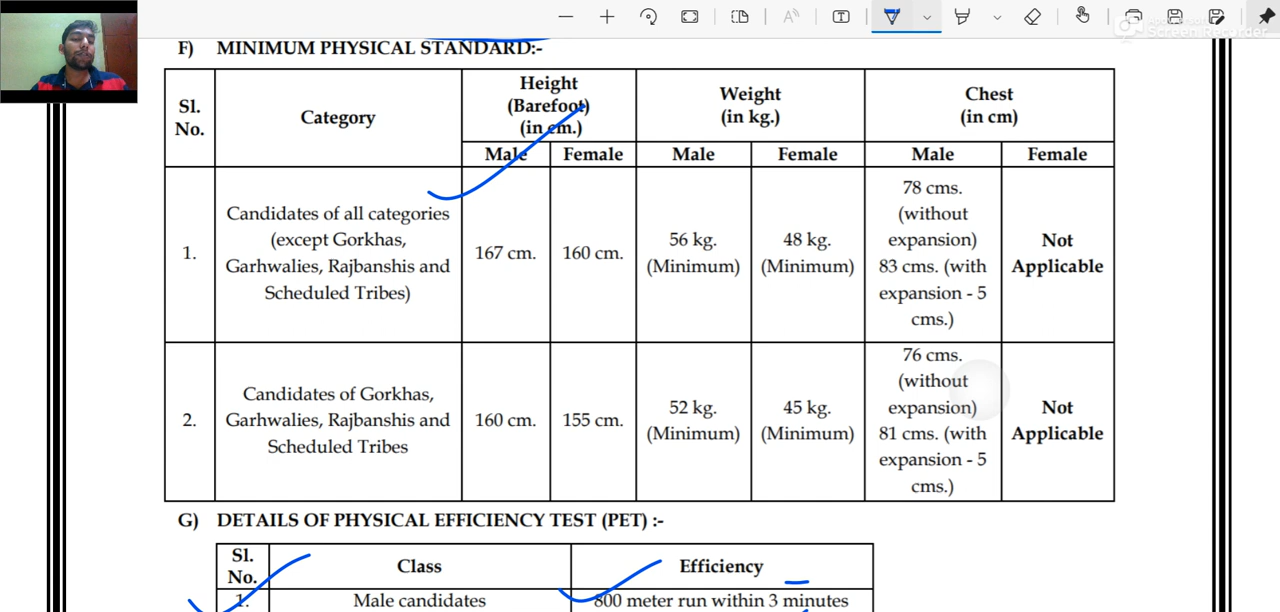 Apowersoft
Screen Recorder
F) MINIMUM PHYSICAL STANDARD:-
Sl.
No.
Category
Height
(Barefoot)
(in cm.)
Weight
(in kg.)
Chest
(in cm)
Male
Female
Male
Female
Male
Female
1.
Candidates of all categories
(except Gorkhas,
Garhwalies, Rajbanshis and
Scheduled Tribes)
167 cm.
160 cm.
56 kg.
(Minimum)
48 kg.
(Minimum)
78 cms.
(without
expansion)
83 cms. (with
expansion - 5
cms.)
Not
Applicable
2.
Candidates of Gorkhas,
Garhwalies, Rajbanshis and
Scheduled Tribes
160 cm.
155 cm.
52 kg.
(Minimum)
45 kg.
(Minimum)
76 cms.
(without
expansion)
81 cms. (with
expansion - 5
cms.)
Not
Applicable
G) DETAILS OF PHYSICAL EFFICIENCY TEST (PET) :-
Sl.
No.
Class
Efficiency
1.
Male candidates
800 meter run within 3 minutes